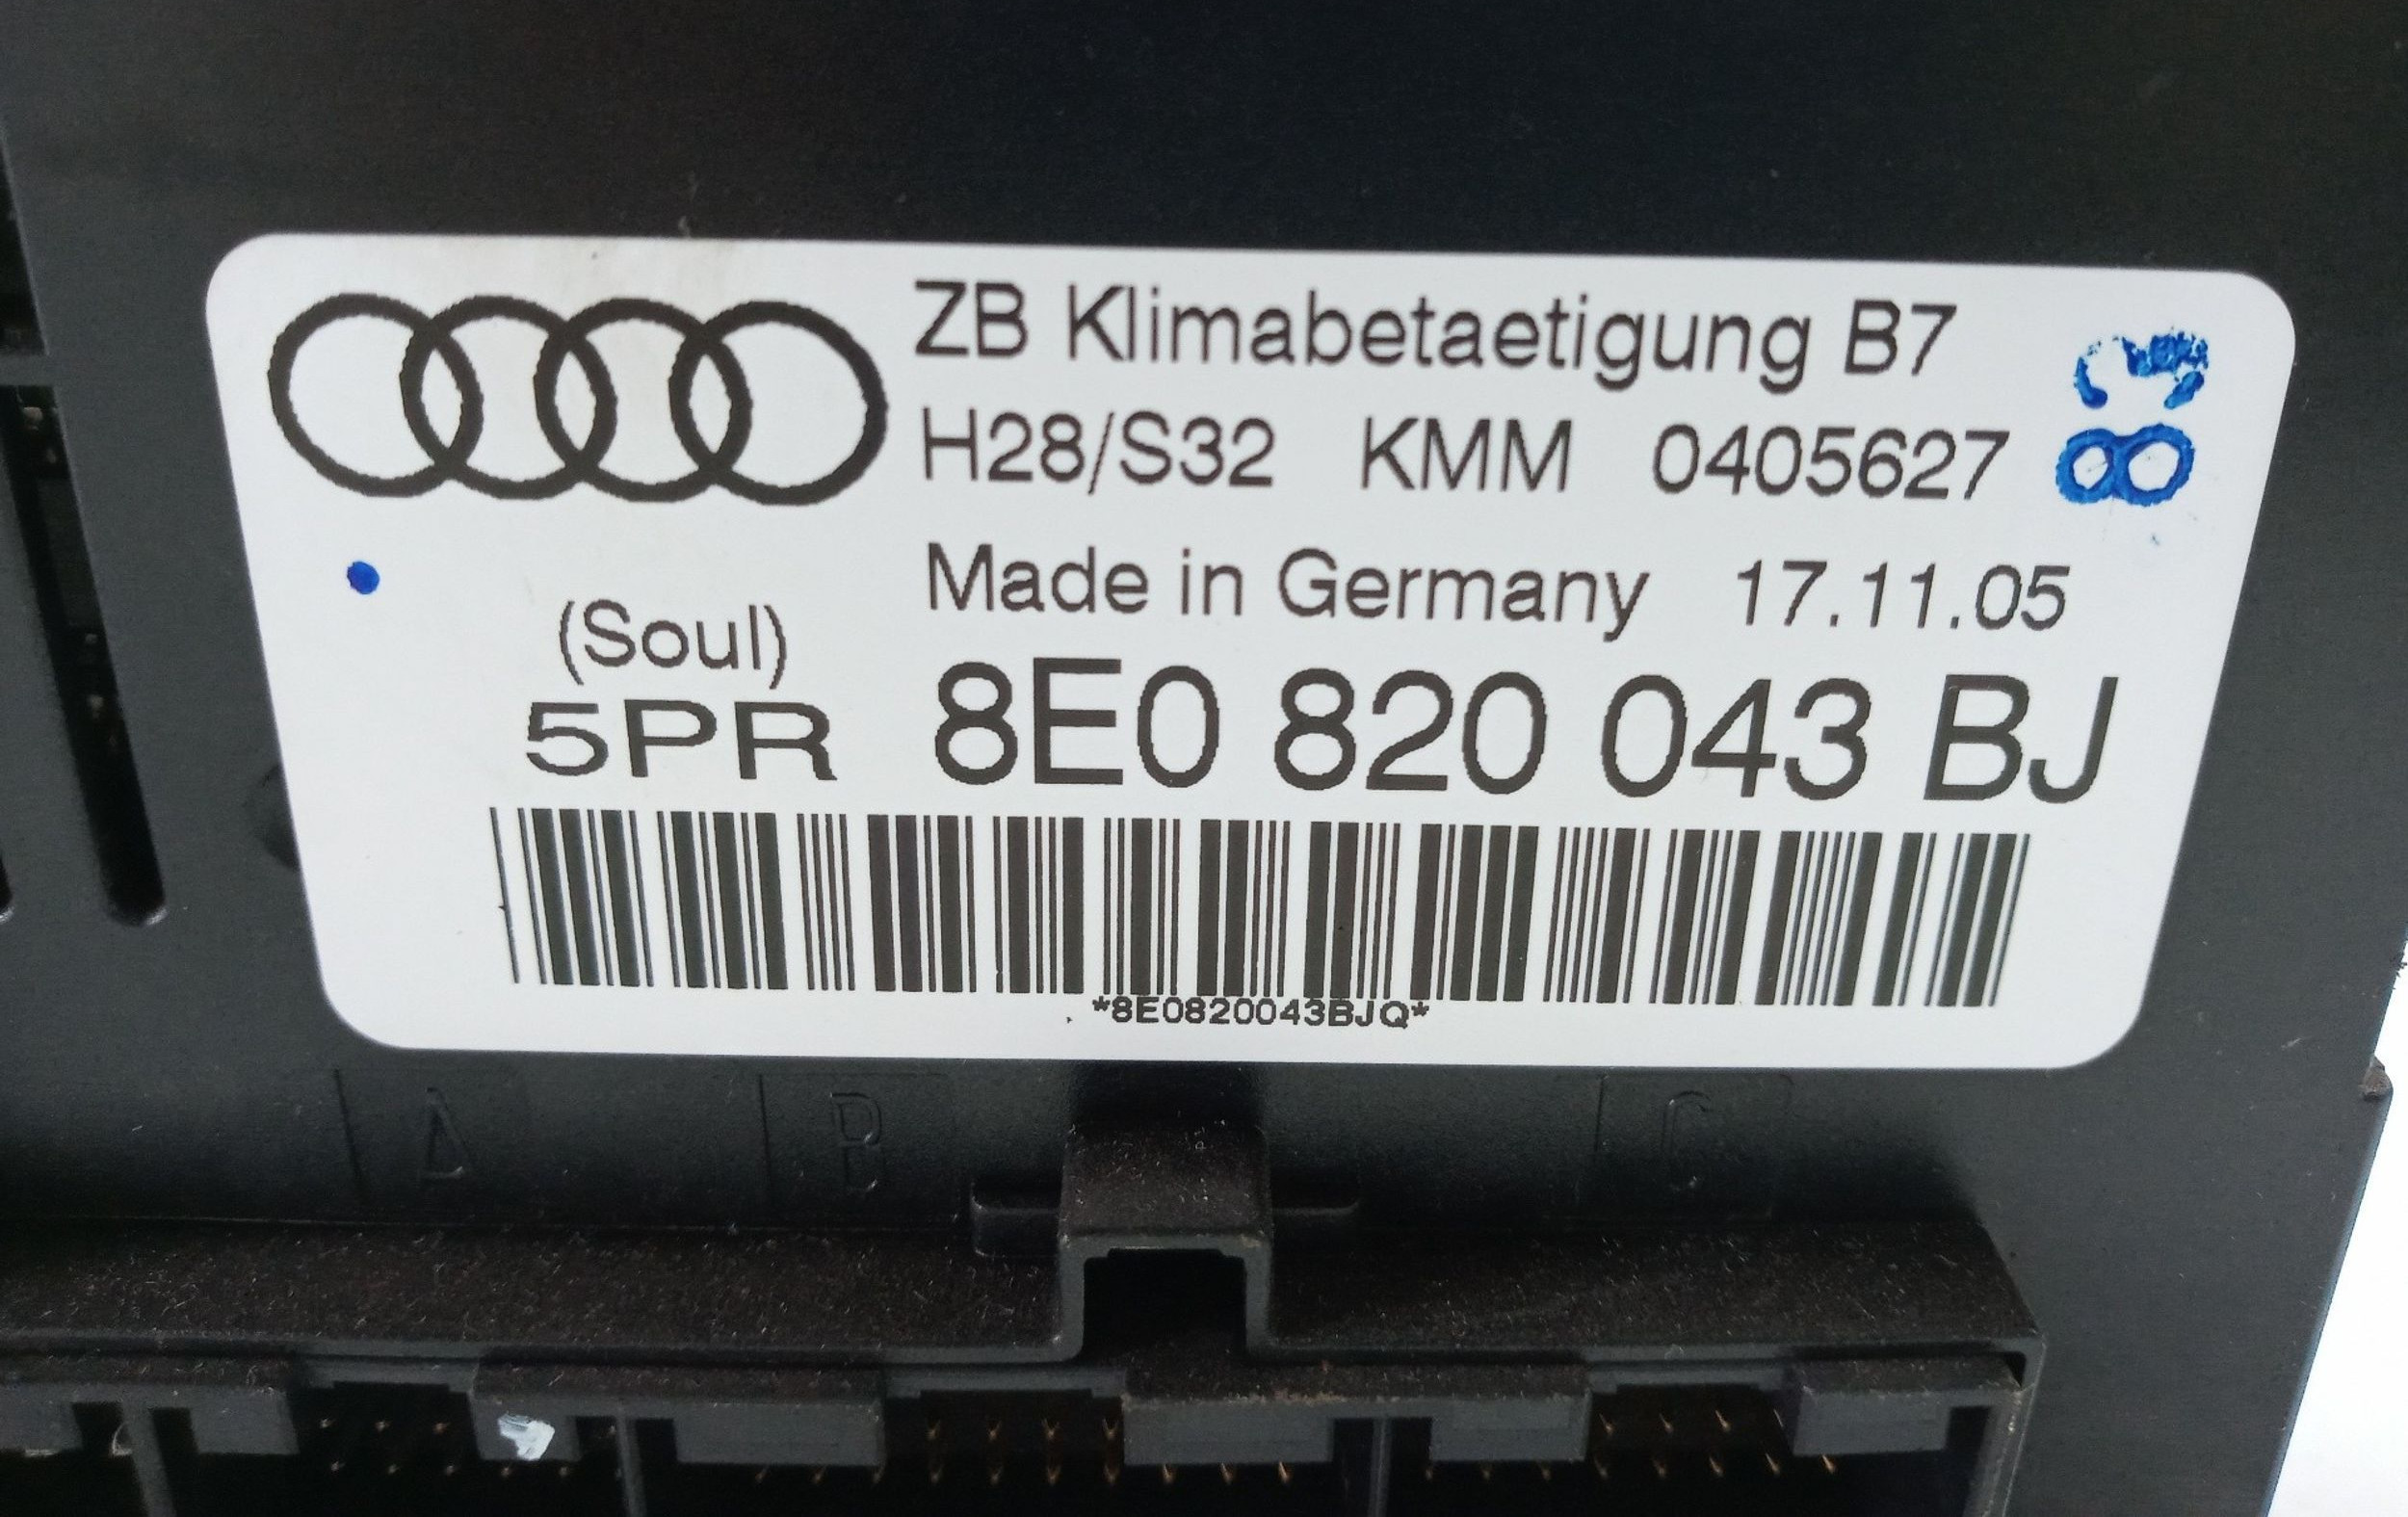 ZB Klimabetaetigung B7
H28/S32 KMM 0405627
Made in Germany 17.11.05
(Soul)
5PR 8E0 820 043 BJ
*8E0820043BJQ*
A B C